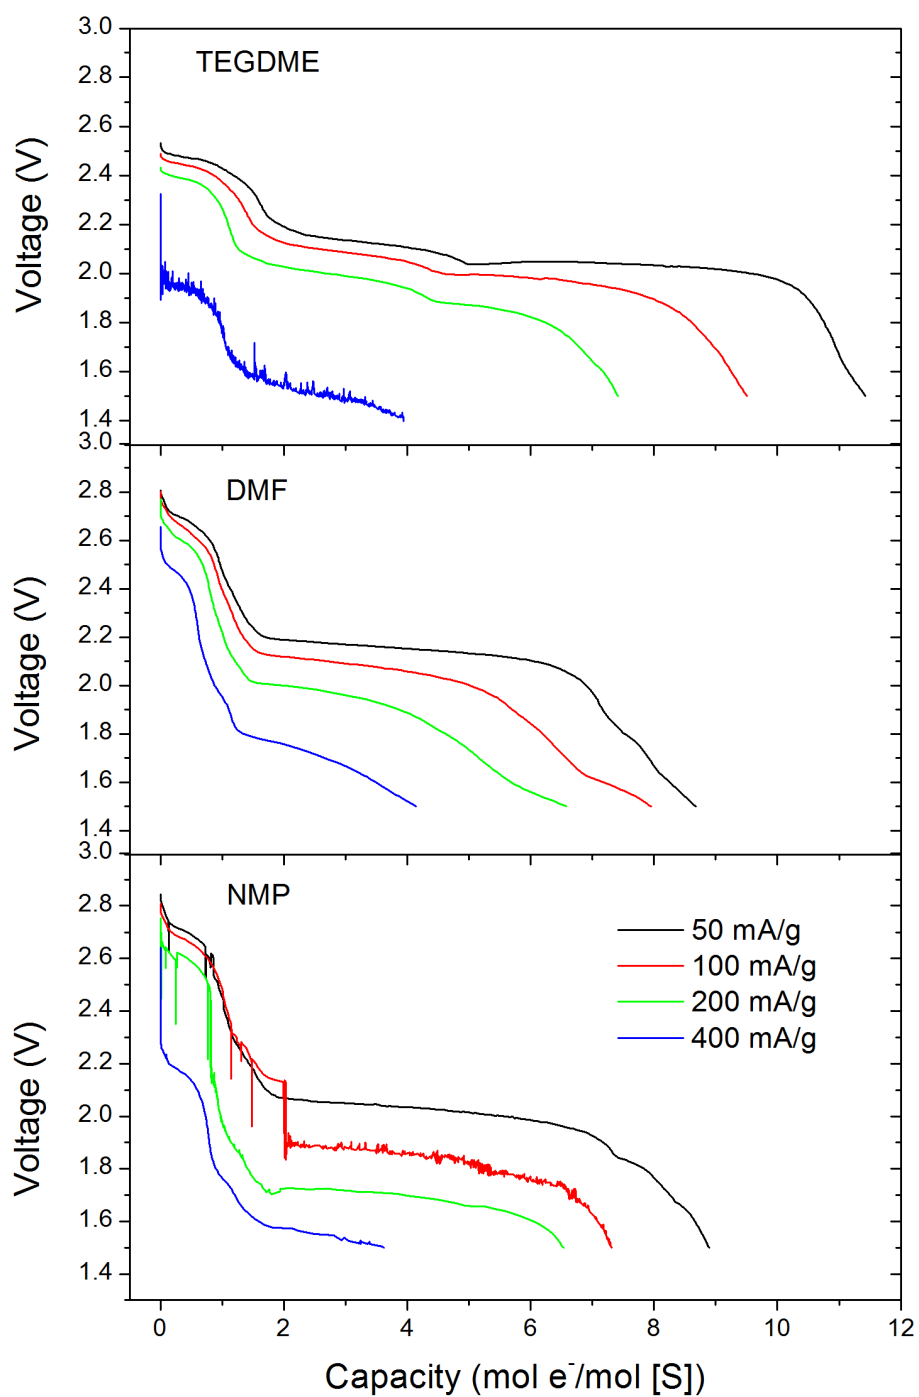 TEGDME
3.0
2.8
2.6
2.4
2.2
2.0
1.8
1.6
1.4
Voltage (V)
DMF
3.0
2.8
2.6
2.4
2.2
2.0
1.8
1.6
1.4
Voltage (V)
NMP
3.0
2.8
2.6
2.4
2.2
2.0
1.8
1.6
1.4
Voltage (V)
50 mA/g
100 mA/g
200 mA/g
400 mA/g
0 2 4 6 8 10 12
Capacity (mol e⁻/mol [S])